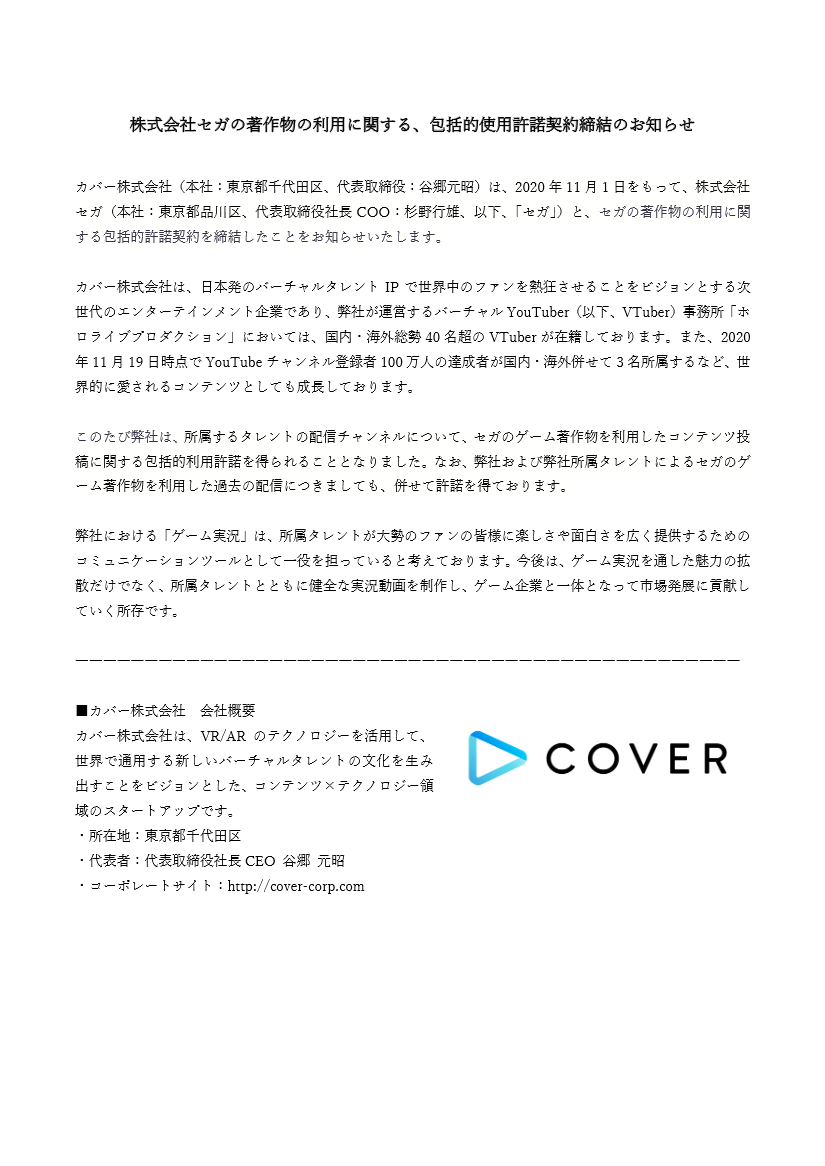 株式会社セガの著作物の利用に関する、包括的使用許諾契約締結のお知らせ
カバー株式会社（本社：東京都千代田区、代表取締役：谷郷元昭）は、2020 年 11 月 1 日をもって、株式会社
セガ（本社：東京都品川区、代表取締役社長 COO：杉野行雄、以下、「セガ」）と、セガの著作物の利用に関
する包括的許諾契約を締結したことをお知らせいたします。
カバー株式会社は、日本発のバーチャルタレント IP で世界中のファンを熱狂させることをビジョンとする次
世代のエンターテインメント企業であり、弊社が運営するバーチャル YouTuber（以下、VTuber）事務所「ホ
ロライブプロダクション」においては、国内・海外総勢 40 名超の VTuber が在籍しております。また、2020
年 11 月 19 日時点で YouTube チャンネル登録者 100 万人の達成者が国内・海外併せて 3 名所属するなど、世
界的に愛されるコンテンツとしても成長しております。
このたび弊社は、所属するタレントの配信チャンネルについて、セガのゲーム著作物を利用したコンテンツ投
稿に関する包括的利用許諾を得られることとなりました。なお、弊社および弊社所属タレントによるセガのゲ
ーム著作物を利用した過去の配信につきましても、併せて許諾を得ております。
弊社における「ゲーム実況」は、所属タレントが大勢のファンの皆様に楽しさや面白さを広く提供するための
コミュニケーションツールとして一役を担っていると考えております。今後は、ゲーム実況を通した魅力の拡
散だけでなく、所属タレントとともに健全な実況動画を制作し、ゲーム企業と一体となって市場発展に貢献し
ていく所存です。
————————————————————————————————————————————————
■カバー株式会社　会社概要
カバー株式会社は、VR/AR のテクノロジーを活用して、
世界で通用する新しいバーチャルタレントの文化を生み
出すことをビジョンとした、コンテンツ×テクノロジー領
域のスタートアップです。
・所在地：東京都千代田区
・代表者：代表取締役社長 CEO 谷郷 元昭
・コーポレートサイト：http://cover-corp.com
COVER